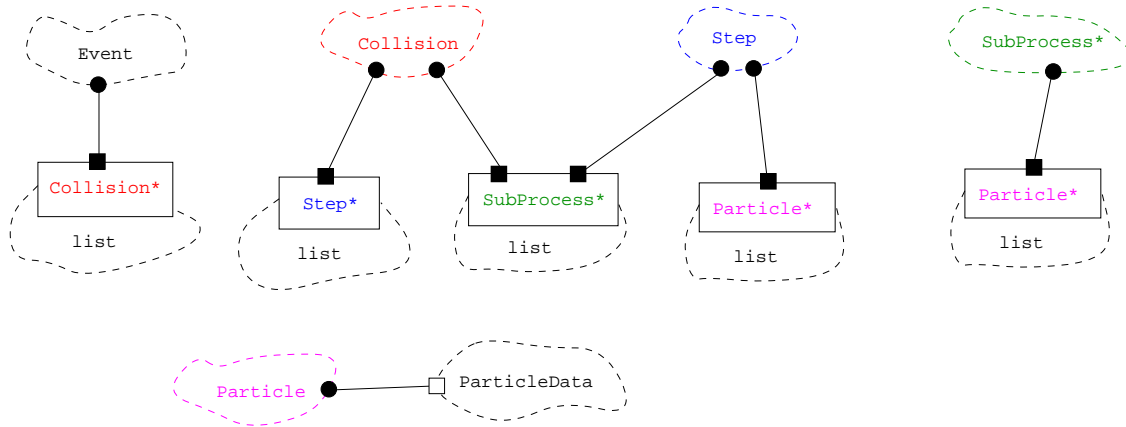 Event
Collision
Step
SubProcess*
Collision*
Step*
SubProcess*
Particle*
Particle*
list
list
list
list
list
Particle
ParticleData